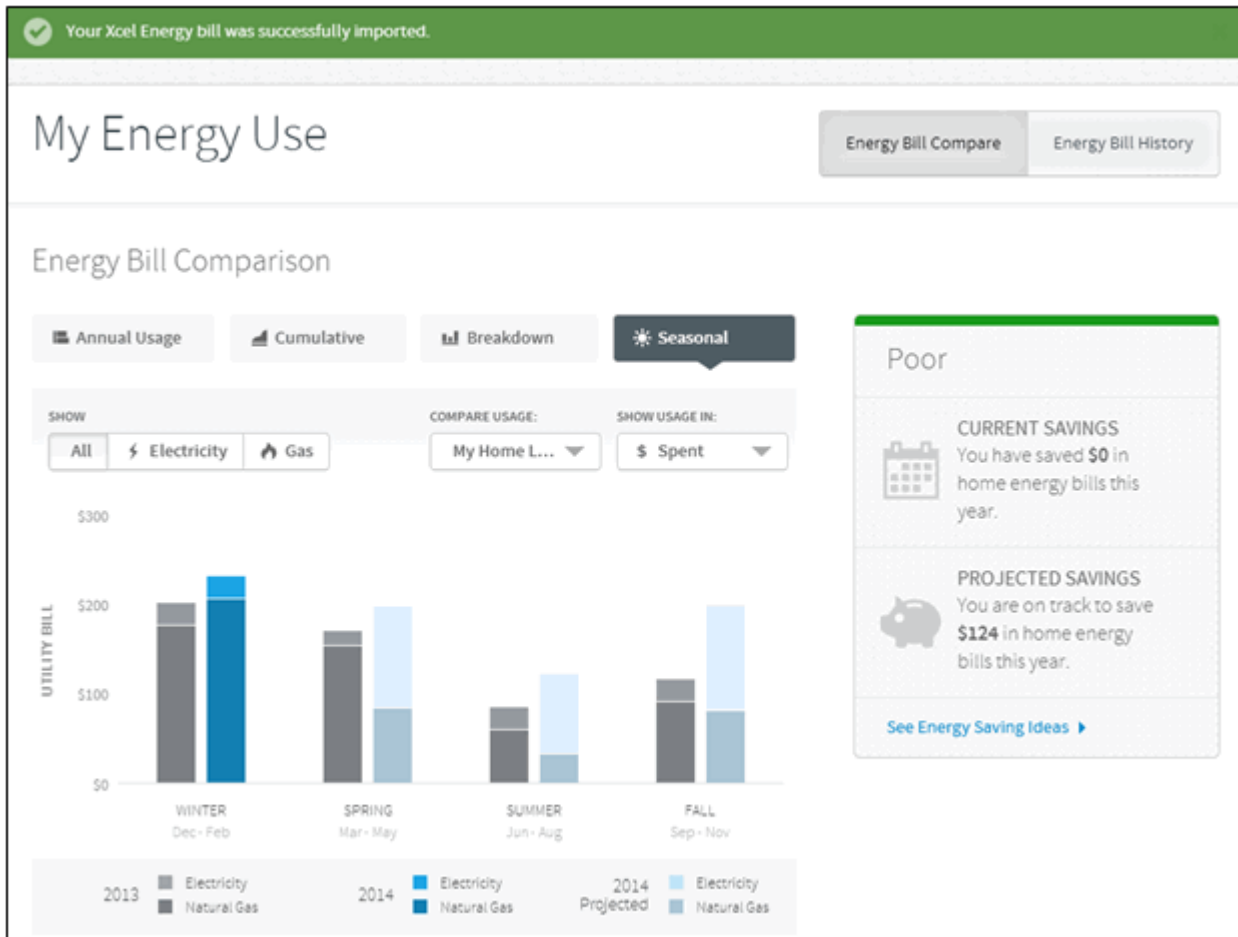 Your Xcel Energy bill was successfully imported.
My Energy Use
Energy Bill Compare
Energy Bill History
Energy Bill Comparison
Annual Usage
Cumulative
Breakdown
Seasonal
SHOW
COMPARE USAGE:
SHOW USAGE IN:
All
Electricity
Gas
My Home L...
$ Spent
$300
$200
$100
$0
UTILITY BILL
WINTER
Dec - Feb
SPRING
Mar - May
SUMMER
Jun - Aug
FALL
Sep - Nov
2013
Electricity
Natural Gas
2014
Electricity
Natural Gas
2014
Projected
Electricity
Natural Gas
Poor
CURRENT SAVINGS
You have saved $0 in
home energy bills this
year.
PROJECTED SAVINGS
You are on track to save
$124 in home energy
bills this year.
See Energy Saving Ideas